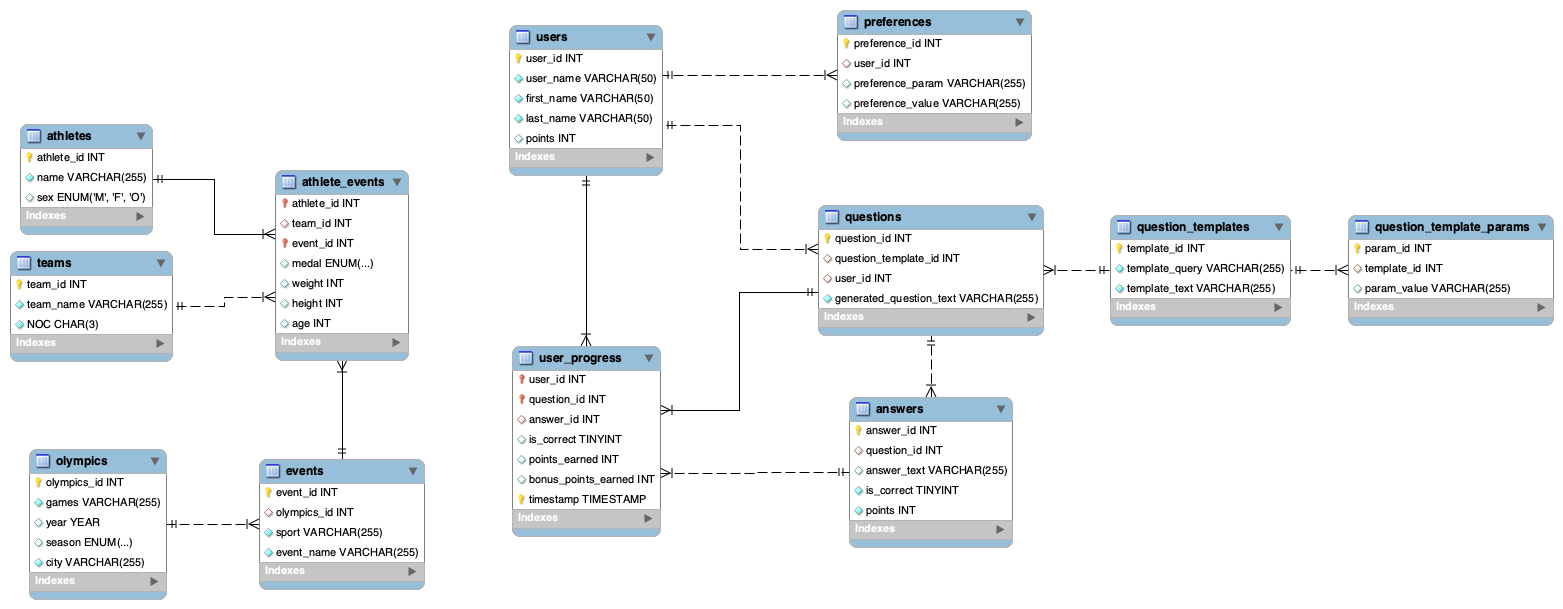 athletes
athlete_id INT
name VARCHAR(255)
sex ENUM('M', 'F', 'O')
Indexes
teams
team_id INT
team_name VARCHAR(255)
NOC CHAR(3)
Indexes
athlete_events
athlete_id INT
team_id INT
event_id INT
medal ENUM(...)
weight INT
height INT
age INT
Indexes
olympics
olympics_id INT
games VARCHAR(255)
year YEAR
season ENUM(...)
city VARCHAR(255)
Indexes
events
event_id INT
olympics_id INT
sport VARCHAR(255)
event_name VARCHAR(255)
Indexes
users
user_id INT
user_name VARCHAR(50)
first_name VARCHAR(50)
last_name VARCHAR(50)
points INT
Indexes
preferences
preference_id INT
user_id INT
preference_param VARCHAR(255)
preference_value VARCHAR(255)
Indexes
questions
question_id INT
question_template_id INT
user_id INT
generated_question_text VARCHAR(255)
Indexes
question_templates
template_id INT
template_query VARCHAR(255)
template_text VARCHAR(255)
Indexes
question_template_params
param_id INT
template_id INT
param_value VARCHAR(255)
Indexes
user_progress
user_id INT
question_id INT
answer_id INT
is_correct TINYINT
points_earned INT
bonus_points_earned INT
timestamp TIMESTAMP
Indexes
answers
answer_id INT
question_id INT
answer_text VARCHAR(255)
is_correct TINYINT
points INT
Indexes